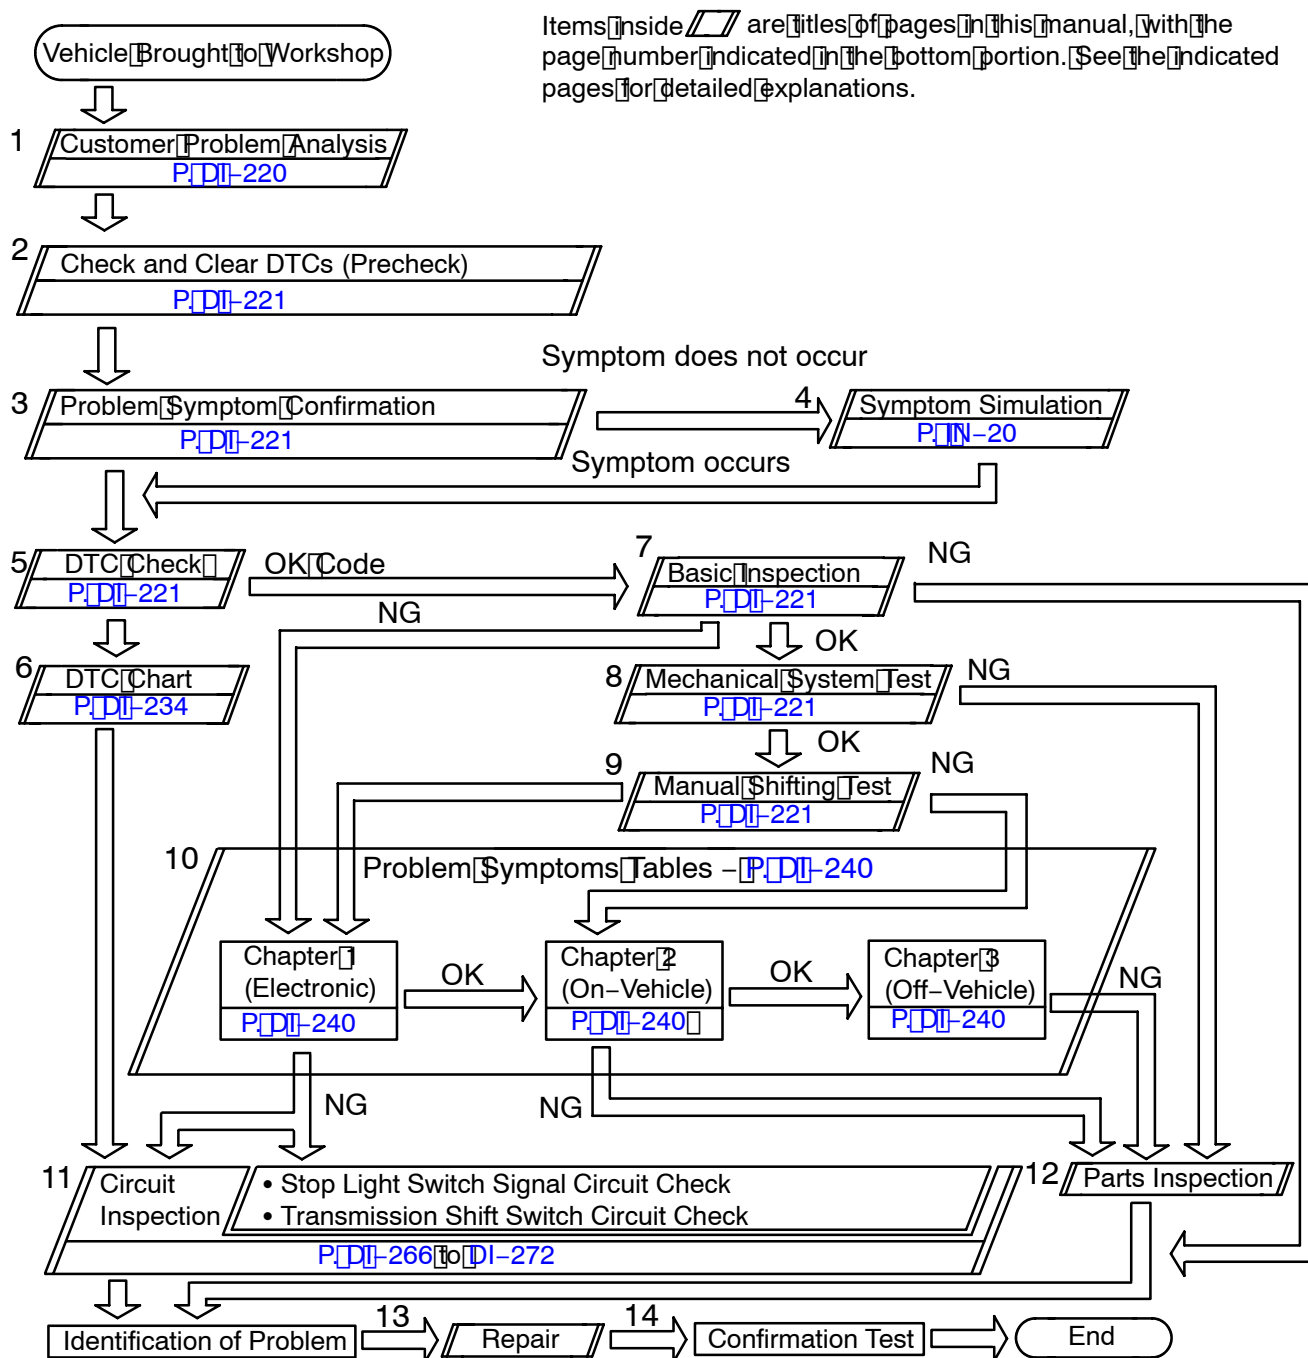 Items inside are titles of pages in this manual, with the
page number indicated in the bottom portion. See the indicated
pages for detailed explanations.
Vehicle Brought to Workshop
1
Customer Problem Analysis
P. DI–220
2
Check and Clear DTCs (Precheck)
P. DI–221
Symptom does not occur
3
Problem Symptom Confirmation
P. DI–221
4
Symptom Simulation
P. IN–20
Symptom occurs
5
DTC Check
P. DI–221
OK Code
7
Basic Inspection
P. DI–221
NG
NG
OK
6
DTC Chart
P. DI–234
8
Mechanical System Test
P. DI–221
NG
OK
9
Manual Shifting Test
P. DI–221
NG
10
Problem Symptoms Tables – P. DI–240
Chapter 1
(Electronic)
P. DI–240
OK
Chapter 2
(On–Vehicle)
P. DI–240
OK
Chapter 3
(Off–Vehicle)
P. DI–240
NG
NG
NG
11
Circuit
Inspection
• Stop Light Switch Signal Circuit Check
• Transmission Shift Switch Circuit Check
P. DI–266 to DI–272
12
Parts Inspection
Identification of Problem
13
Repair
14
Confirmation Test
End